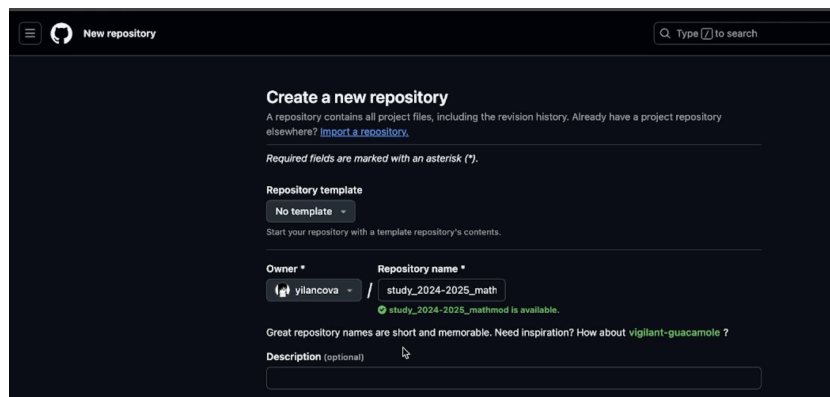 New repository
Type / to search
Create a new repository
A repository contains all project files, including the revision history. Already have a project repository
elsewhere? Import a repository.
Required fields are marked with an asterisk (*).
Repository template
No template
Start your repository with a template repository's contents.
Owner * Repository name *
yilancova / study_2024-2025_math
study_2024-2025_mathmod is available.
Great repository names are short and memorable. Need inspiration? How about vigilant-guacamole ?
Description (optional)